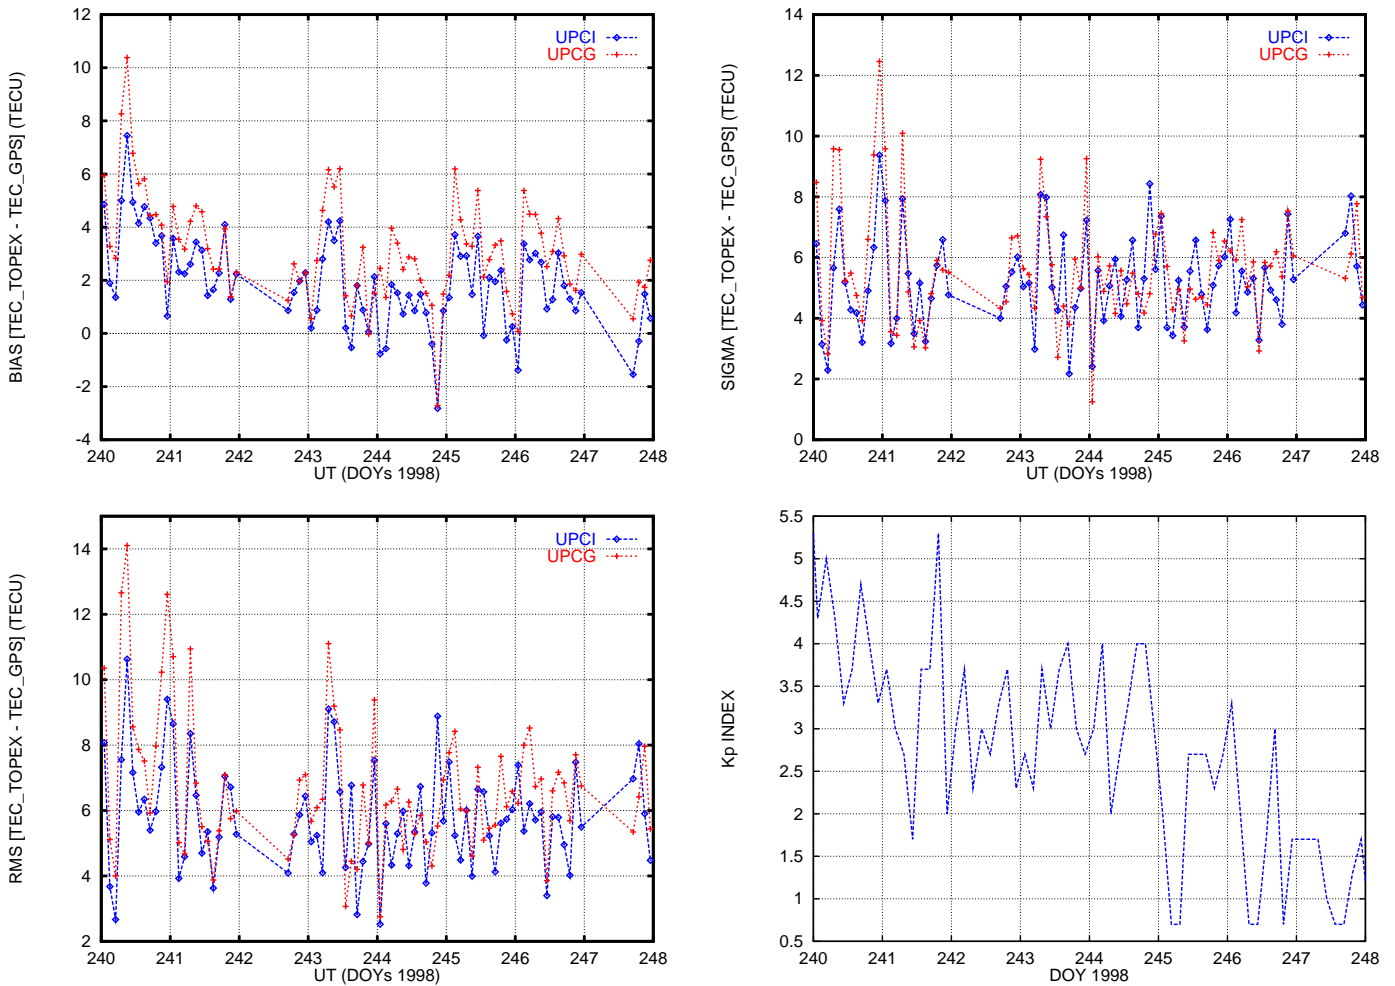 12
10
8
6
4
2
0
-2
-4
240 241 242 243 244 245 246 247 248
UT (DOYs 1998)
BIAS [TEC_TOPEX - TEC_GPS] (TECU)
UPCI
UPCG
14
12
10
8
6
4
2
0
240 241 242 243 244 245 246 247 248
UT (DOYs 1998)
SIGMA [TEC_TOPEX - TEC_GPS] (TECU)
UPCI
UPCG
14
12
10
8
6
4
2
240 241 242 243 244 245 246 247 248
UT (DOYs 1998)
RMS [TEC_TOPEX - TEC_GPS] (TECU)
UPCI
UPCG
5.5
5
4.5
4
3.5
3
2.5
2
1.5
1
0.5
240 241 242 243 244 245 246 247 248
DOY 1998
Kp INDEX